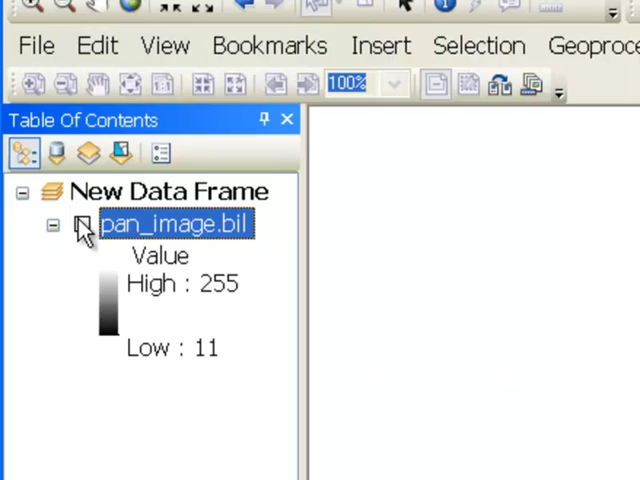 File Edit View Bookmarks Insert Selection Geoproce
100%
Table Of Contents
New Data Frame
pan_image.bil
Value
High : 255
Low : 11